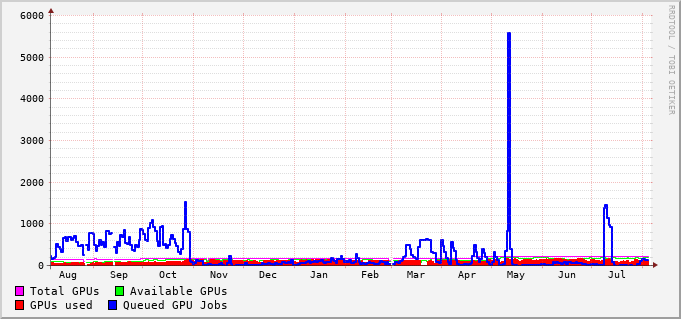 RRDTOOL / TOBI OETIKER
6000
5000
4000
3000
2000
1000
0
Aug Sep Oct Nov Dec Jan Feb Mar Apr May Jun Jul
Total GPUs Available GPUs
GPUs used Queued GPU Jobs